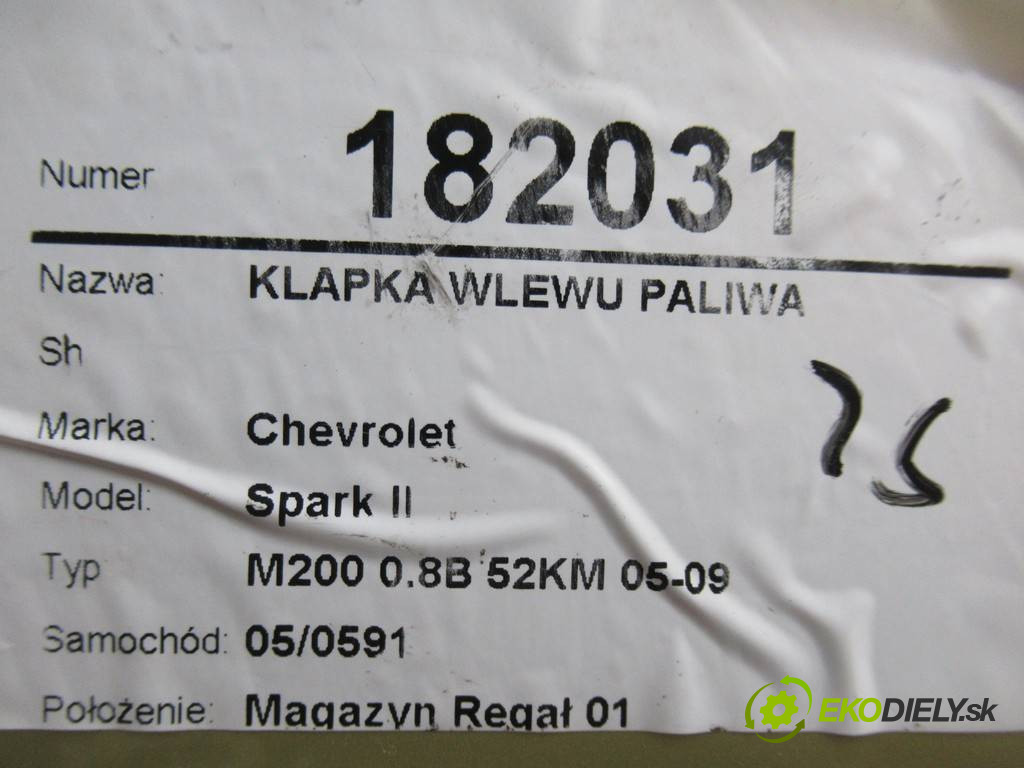 Numer 182031
Nazwa: KLAPKA WLEWU PALIWA
Sh
Marka: Chevrolet
Model: Spark II
Typ M200 0.8B 52KM 05-09
Samochód: 05/0591
Położenie: Magazyn Regał 01
EKODIELY.sk